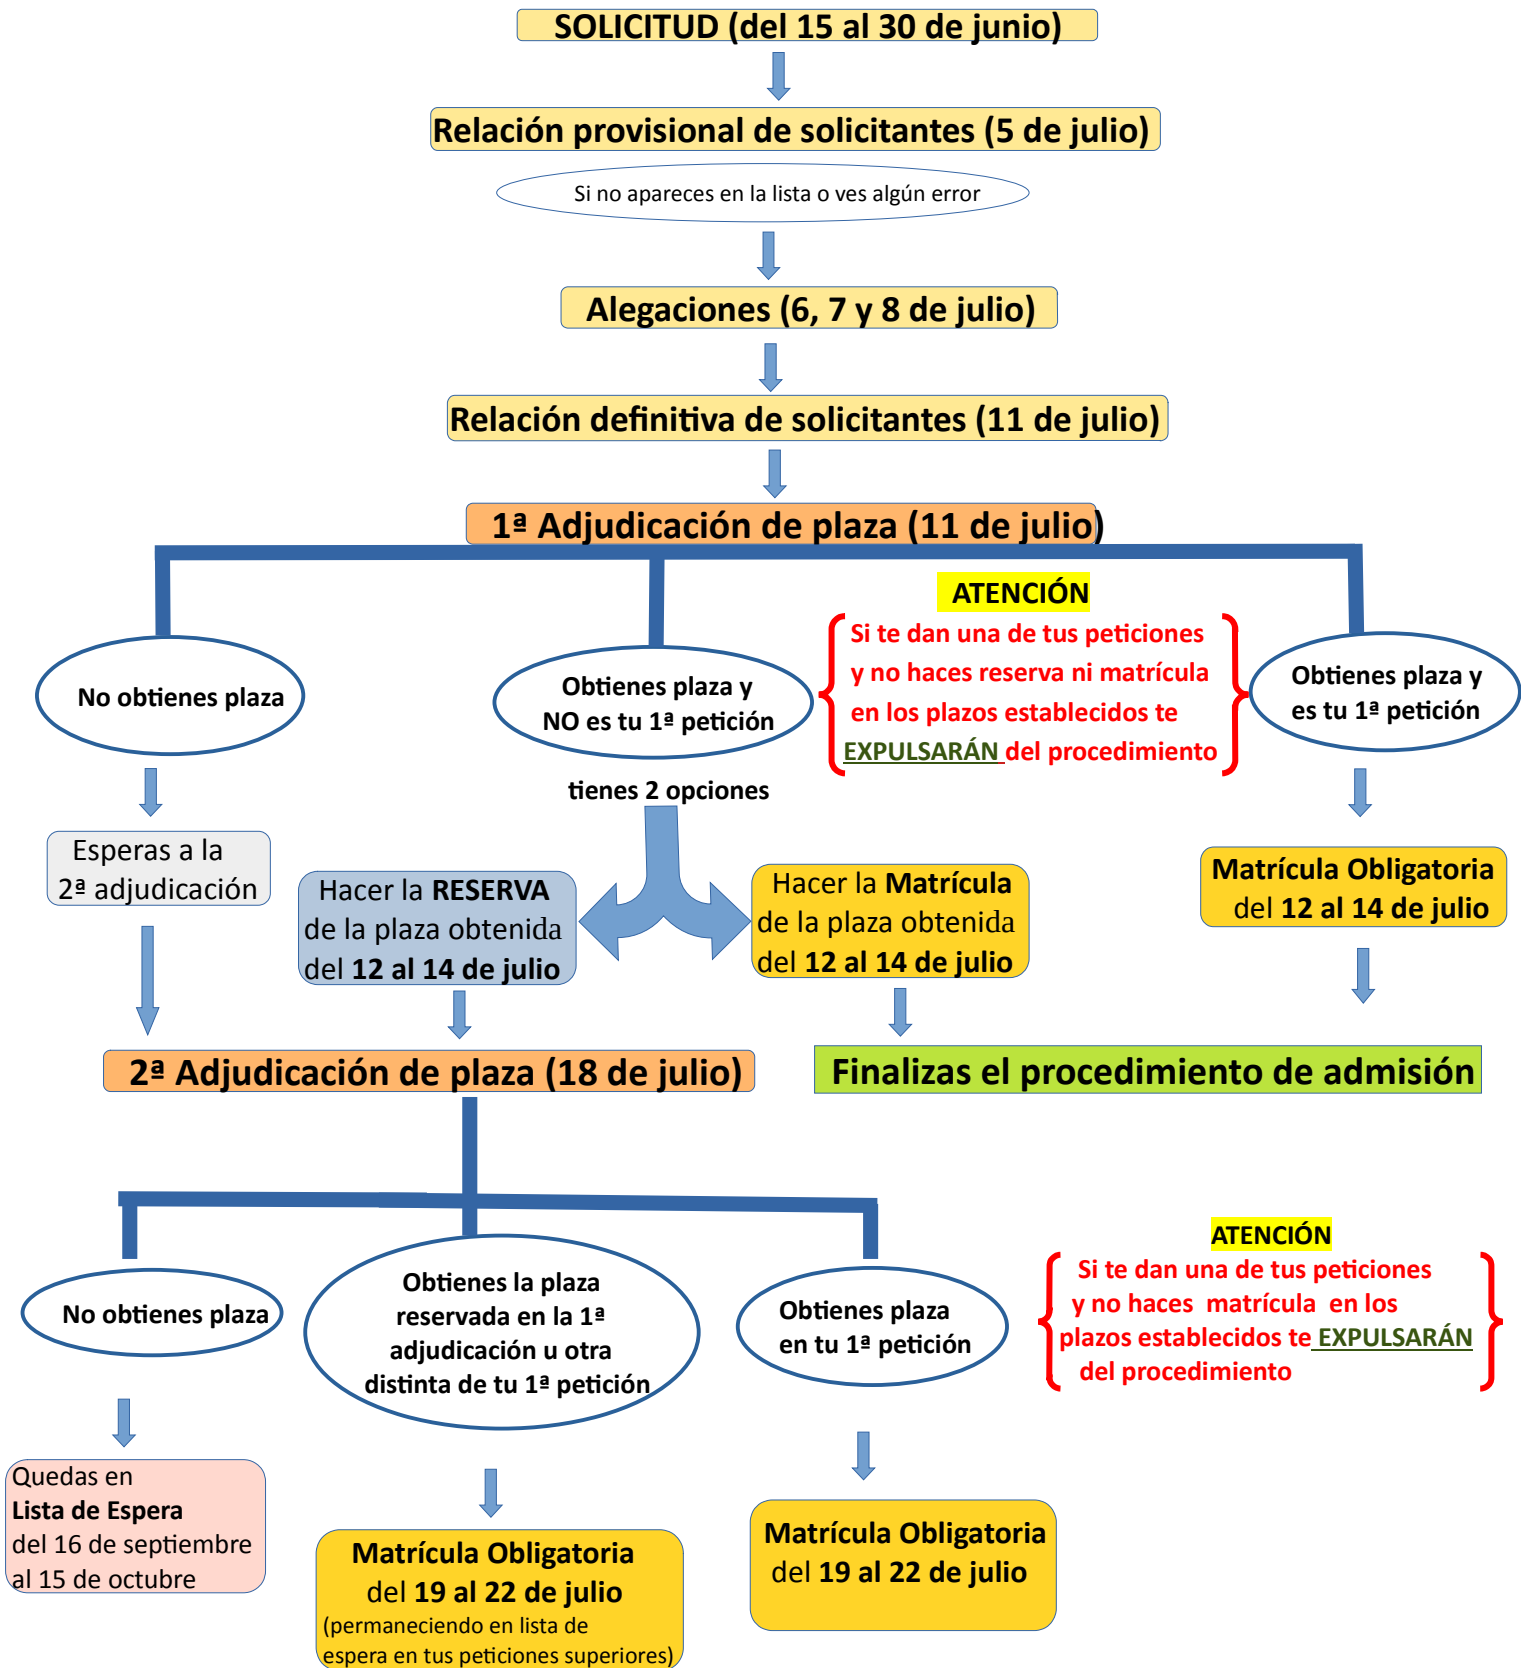 SOLICITUD (del 15 al 30 de junio)
Relación provisional de solicitantes (5 de julio)
Si no apareces en la lista o ves algún error
Alegaciones (6, 7 y 8 de julio)
Relación definitiva de solicitantes (11 de julio)
1ª Adjudicación de plaza (11 de julio)
No obtienes plaza
Obtienes plaza y
NO es tu 1ª petición
ATENCIÓN
Si te dan una de tus peticiones
y no haces reserva ni matrícula
en los plazos establecidos te
EXPULSARÁN del procedimiento
Obtienes plaza y
es tu 1ª petición
tienes 2 opciones
Esperas a la
2ª adjudicación
Hacer la RESERVA
de la plaza obtenida
del 12 al 14 de julio
Hacer la Matrícula
de la plaza obtenida
del 12 al 14 de julio
Matrícula Obligatoria
del 12 al 14 de julio
2ª Adjudicación de plaza (18 de julio)
Finalizas el procedimiento de admisión
No obtienes plaza
Obtienes la plaza
reservada en la 1ª
adjudicación u otra
distinta de tu 1ª petición
Obtienes plaza
en tu 1ª petición
ATENCIÓN
Si te dan una de tus peticiones
y no haces matrícula en los
plazos establecidos te EXPULSARÁN
del procedimiento
Quedas en
Lista de Espera
del 16 de septiembre
al 15 de octubre
Matrícula Obligatoria
del 19 al 22 de julio
(permaneciendo en lista de
espera en tus peticiones superiores)
Matrícula Obligatoria
del 19 al 22 de julio